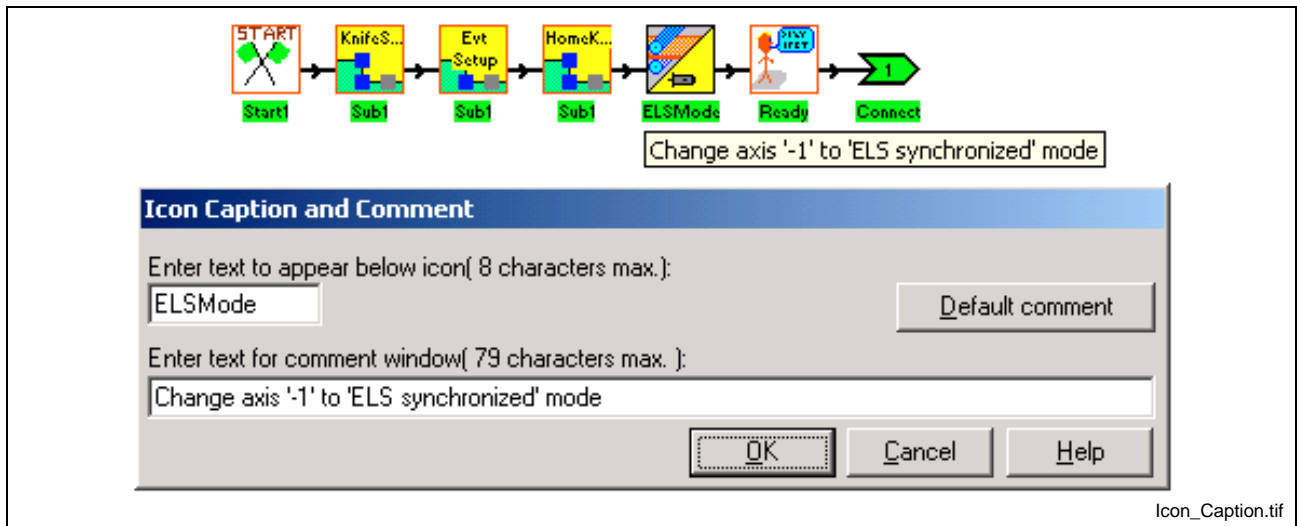 START KnifeS... Evt Setup HomeK... 1
Start1 Sub1 Sub1 Sub1 ELSMode Ready Connect
Change axis '-1' to 'ELS synchronized' mode
Icon Caption and Comment
Enter text to appear below icon( 8 characters max.):
ELSMode Default comment
Enter text for comment window( 79 characters max. ):
Change axis '-1' to 'ELS synchronized' mode
OK Cancel Help
Icon_Caption.tif